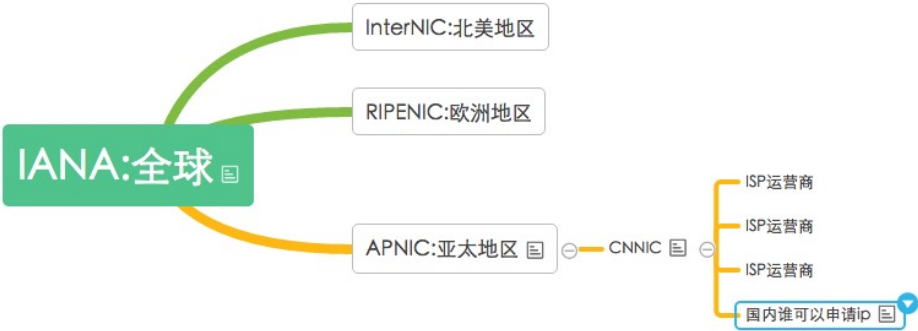 InterNIC:北美地区
RIPENIC:欧洲地区
IANA:全球
APNIC:亚太地区
CNNIC
ISP运营商
ISP运营商
ISP运营商
国内谁可以申请ip